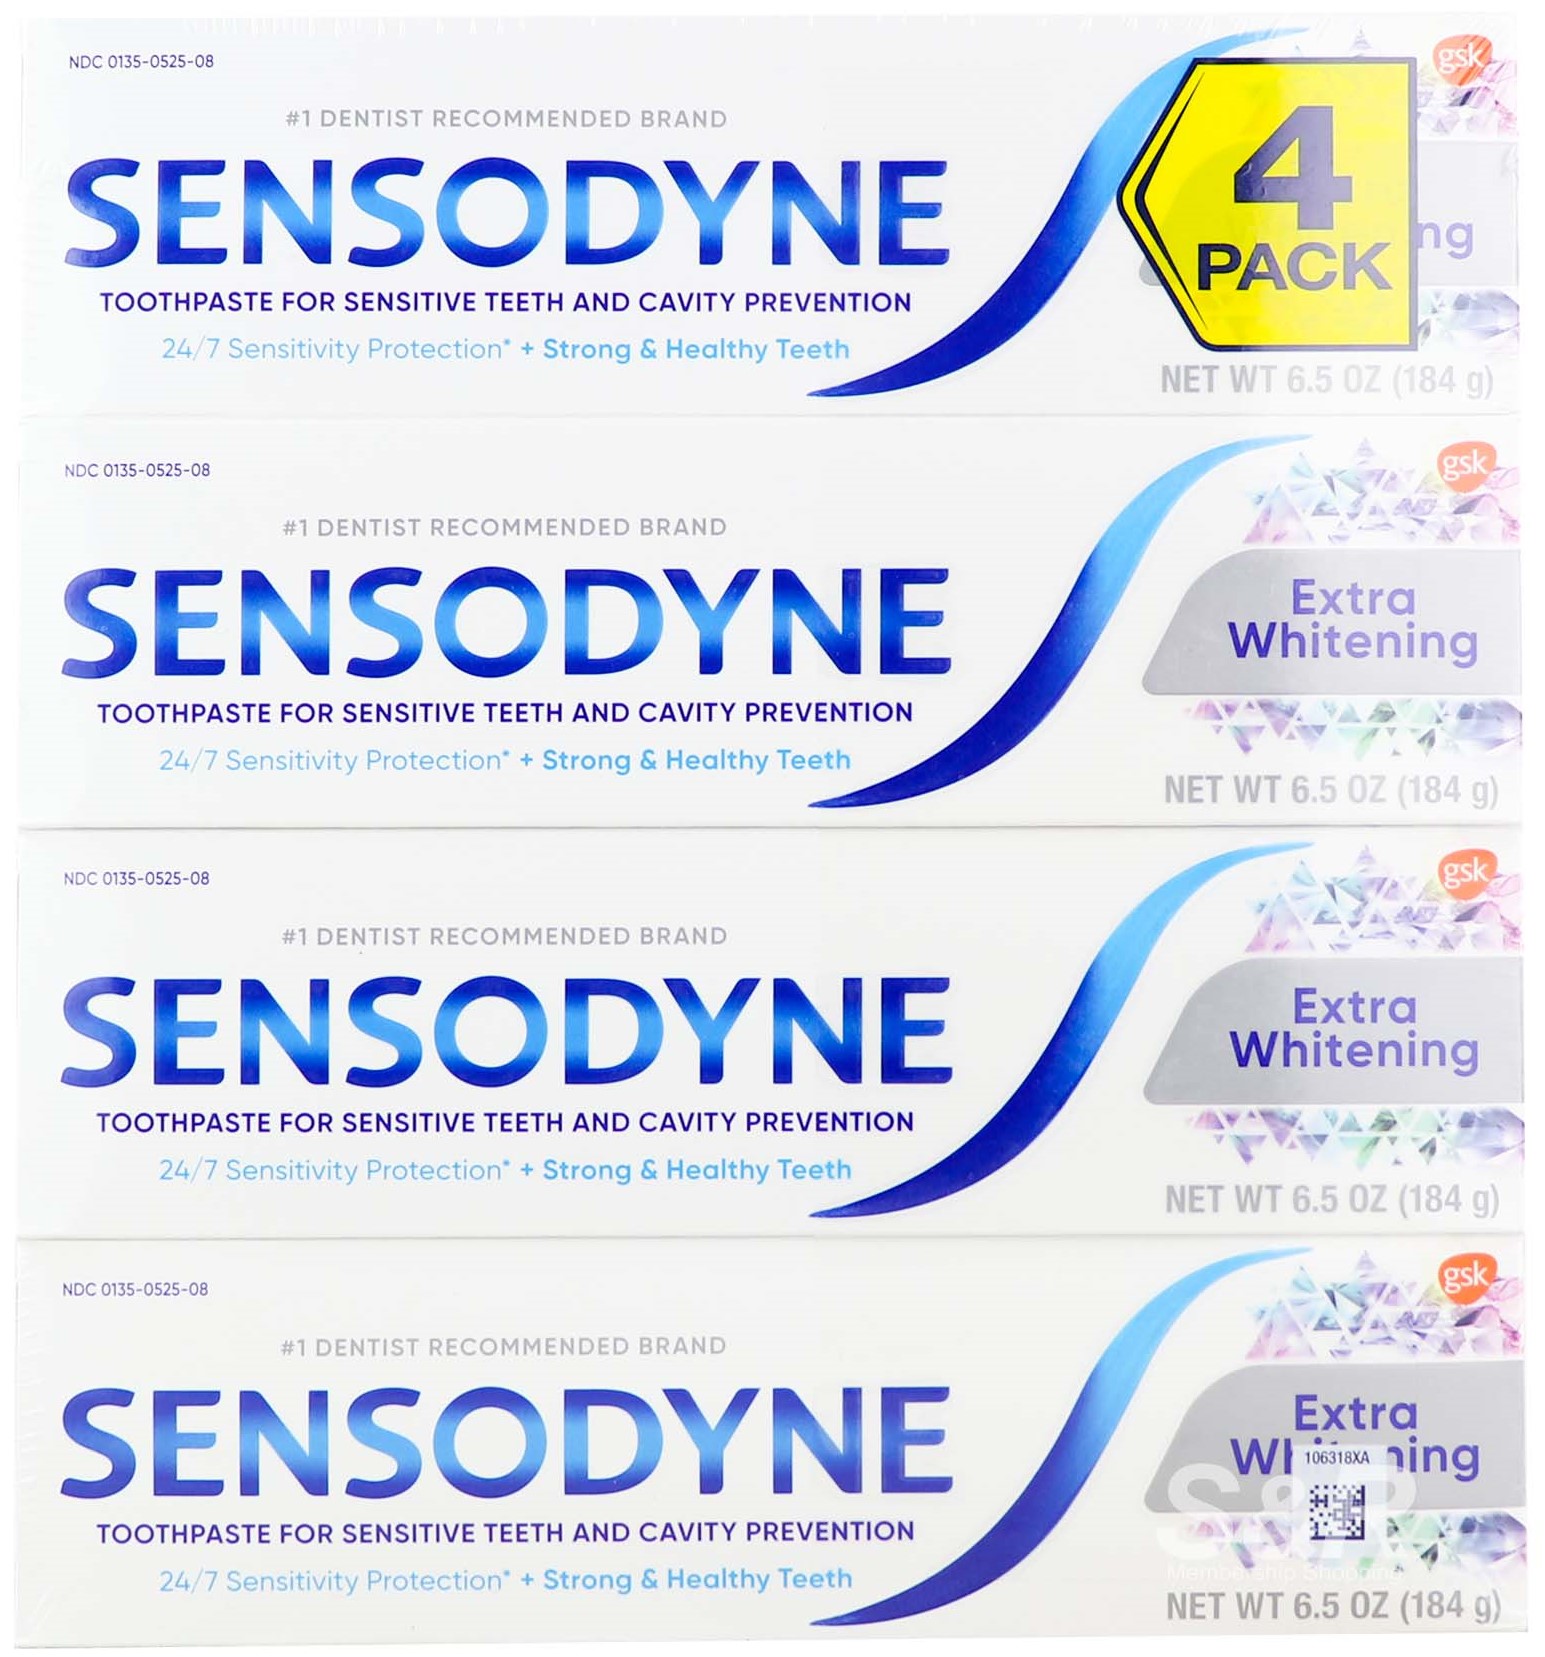 NDC 0135-0525-08
gsk
#1 DENTIST RECOMMENDED BRAND
SENSODYNE
4
PACK
ng
TOOTHPASTE FOR SENSITIVE TEETH AND CAVITY PREVENTION
24/7 Sensitivity Protection* + Strong & Healthy Teeth
NET WT 6.5 OZ (184 g)
NDC 0135-0525-08
gsk
#1 DENTIST RECOMMENDED BRAND
SENSODYNE
Extra
Whitening
TOOTHPASTE FOR SENSITIVE TEETH AND CAVITY PREVENTION
24/7 Sensitivity Protection* + Strong & Healthy Teeth
NET WT 6.5 OZ (184 g)
NDC 0135-0525-08
gsk
#1 DENTIST RECOMMENDED BRAND
SENSODYNE
Extra
Whitening
TOOTHPASTE FOR SENSITIVE TEETH AND CAVITY PREVENTION
24/7 Sensitivity Protection* + Strong & Healthy Teeth
NET WT 6.5 OZ (184 g)
NDC 0135-0525-08
gsk
#1 DENTIST RECOMMENDED BRAND
SENSODYNE
Extra
Whitening
106318XA
S&R
Membership Shopping
TOOTHPASTE FOR SENSITIVE TEETH AND CAVITY PREVENTION
24/7 Sensitivity Protection* + Strong & Healthy Teeth
NET WT 6.5 OZ (184 g)